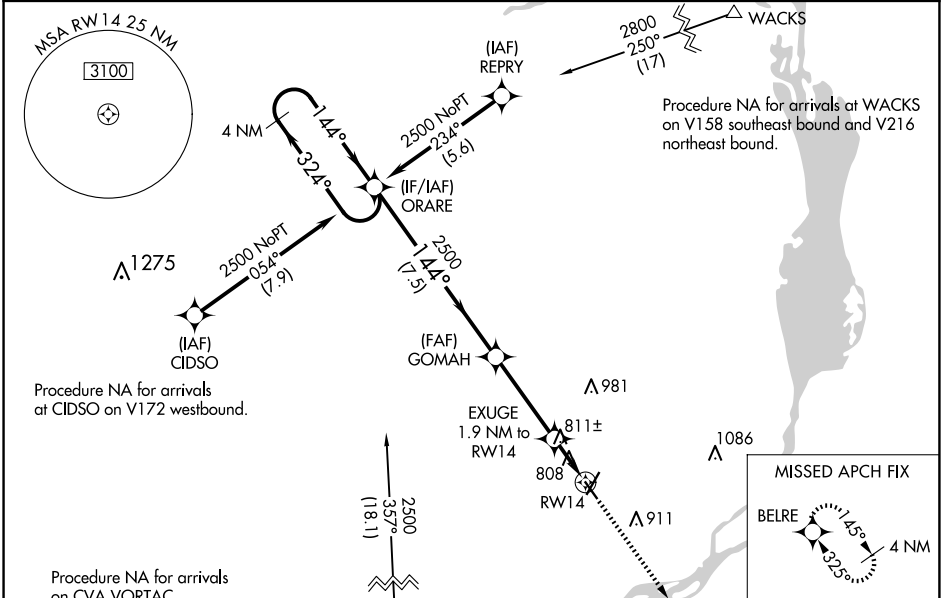 MSA RW14 25 NM
3100
WACKS
2800
250°
(17)
(IAF)
REPRY
Procedure NA for arrivals at WACKS
on V158 southeast bound and V216
northeast bound.
4 NM
144°
324°
2500 NoPT
234°
(5.6)
(IF/IAF)
ORARE
1275
2500 NoPT
054°
(7.9)
2500
144°
(7.5)
(IAF)
CIDSO
Procedure NA for arrivals
at CIDSO on V172 westbound.
(FAF)
GOMAH
981
EXUGE
1.9 NM to
RW14
811±
808
RW14
1086
911
2500
357°
(18.1)
MISSED APCH FIX
BELRE
145°
325°
4 NM
Procedure NA for arrivals
on CVA VORTAC